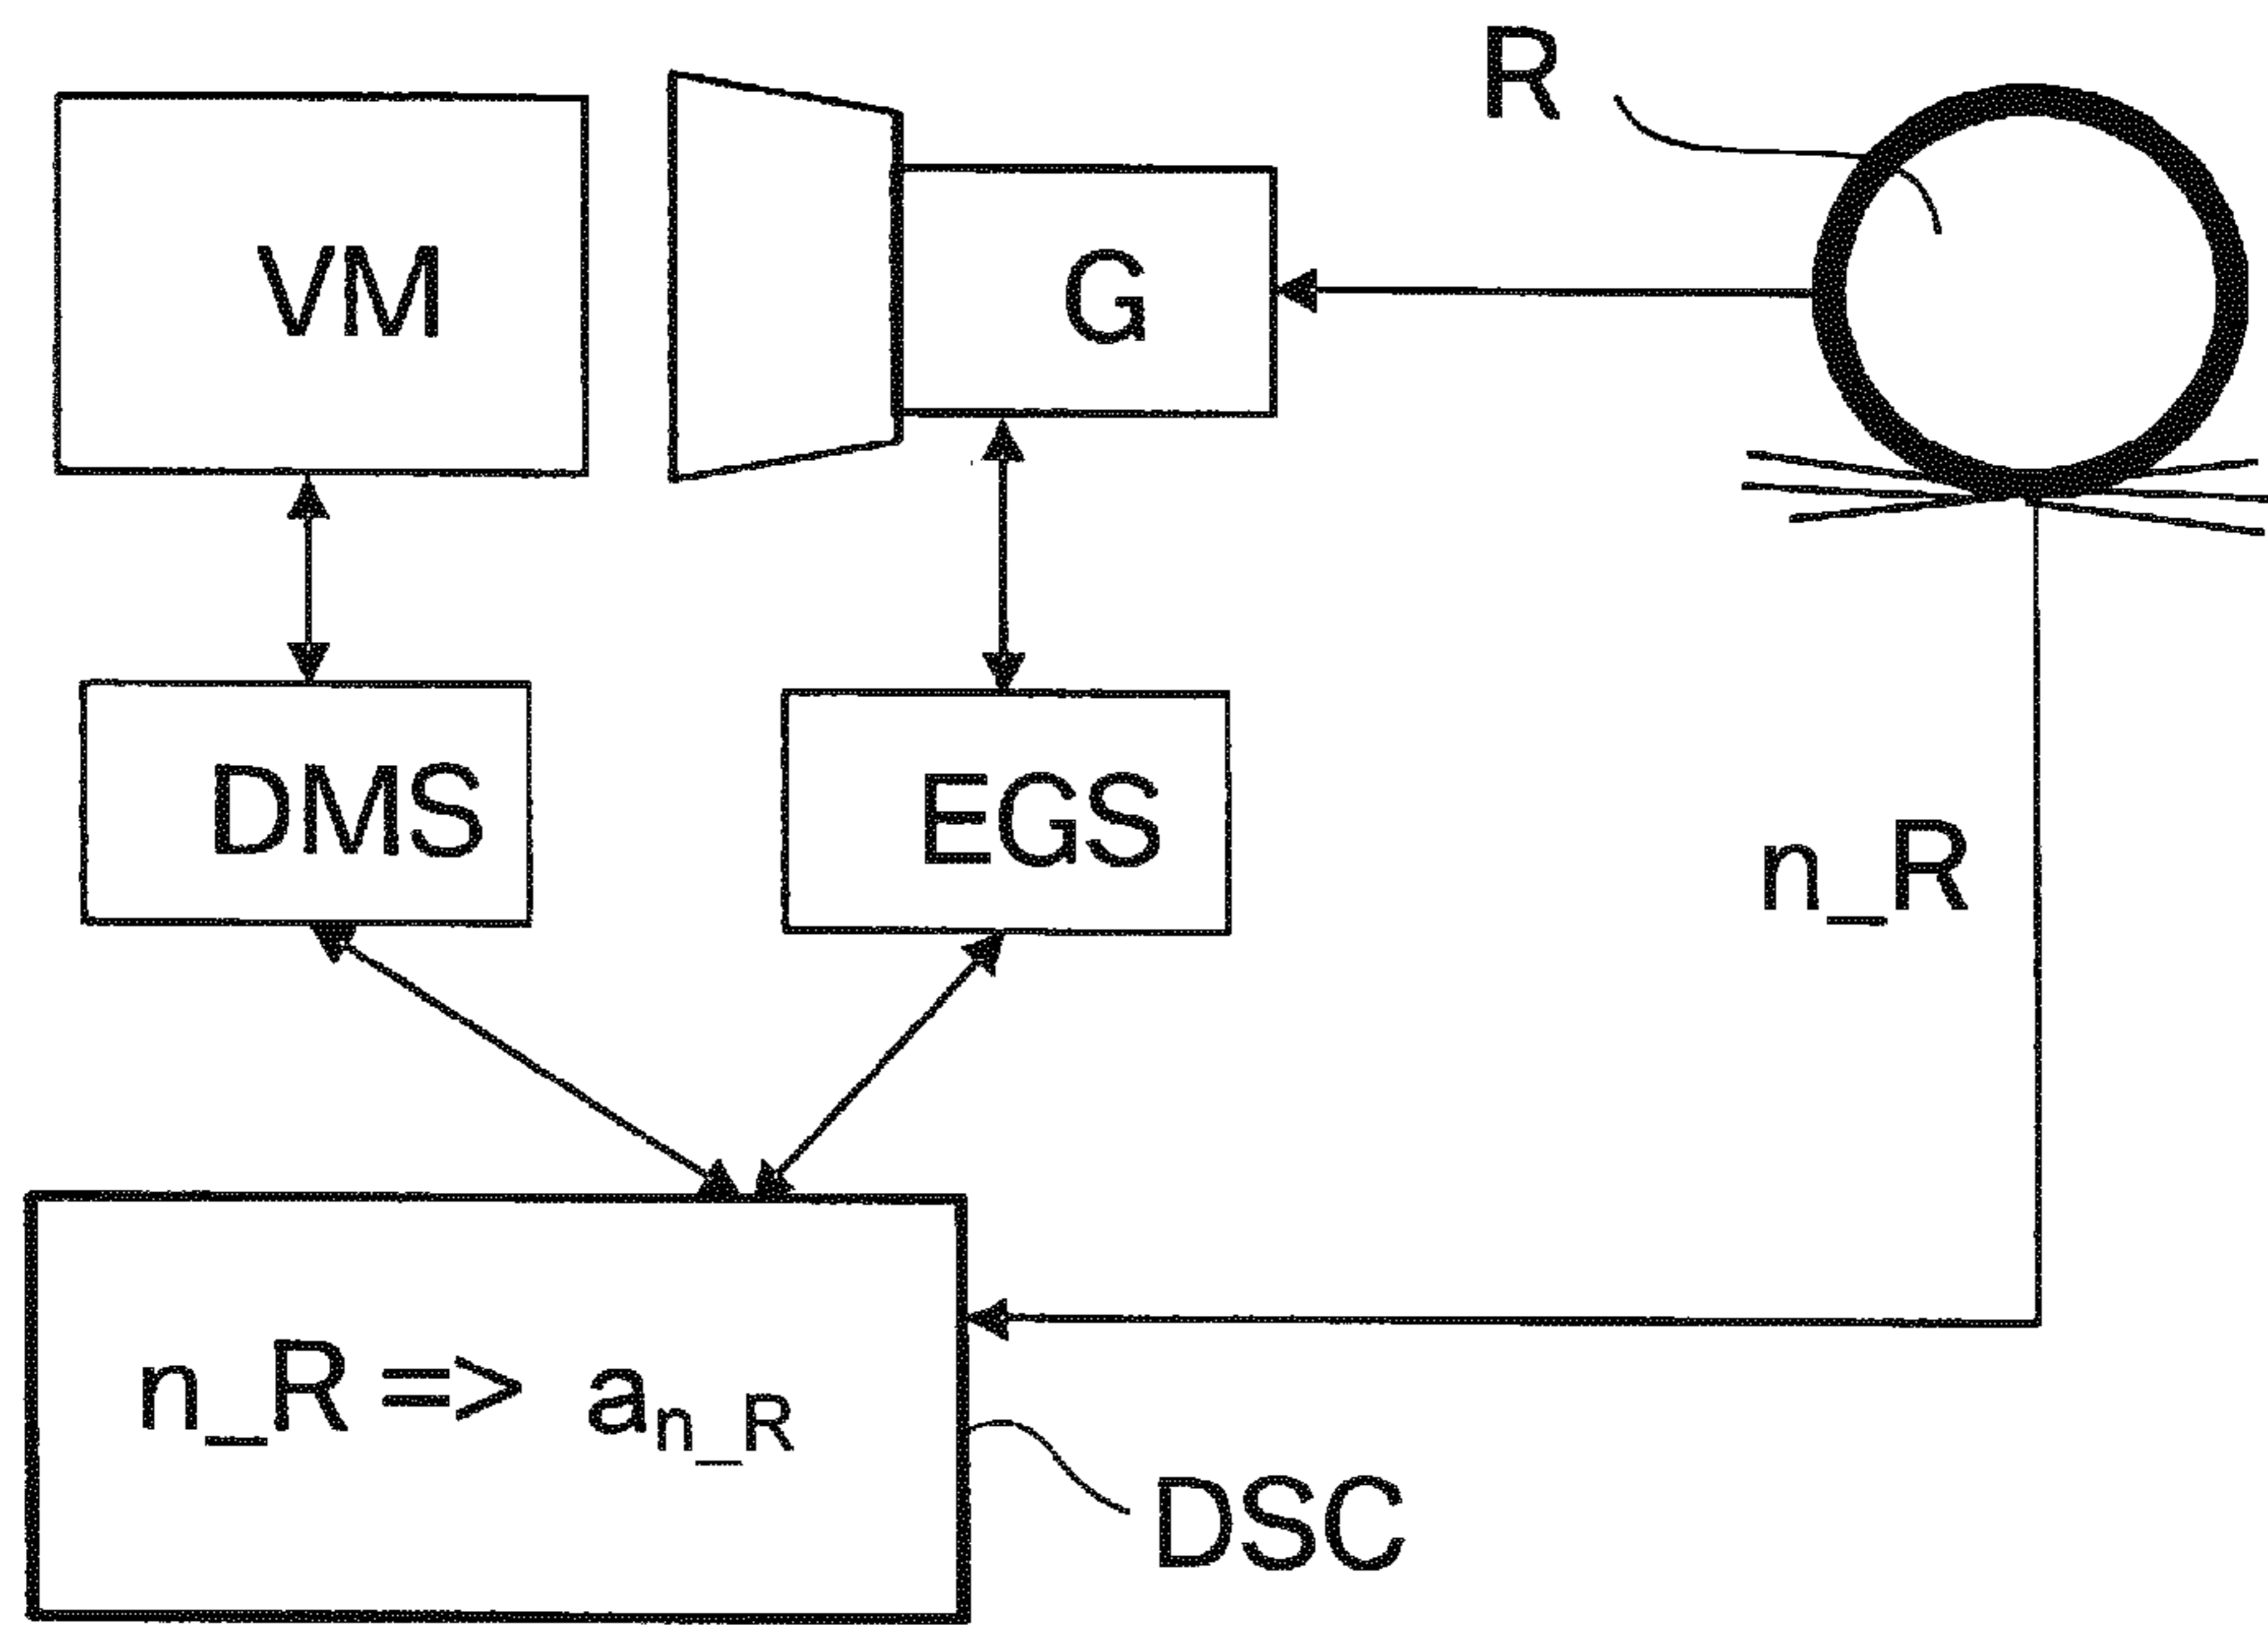 R
VM
G
DMS
EGS
n_R
n_R => a_n_R
DSC